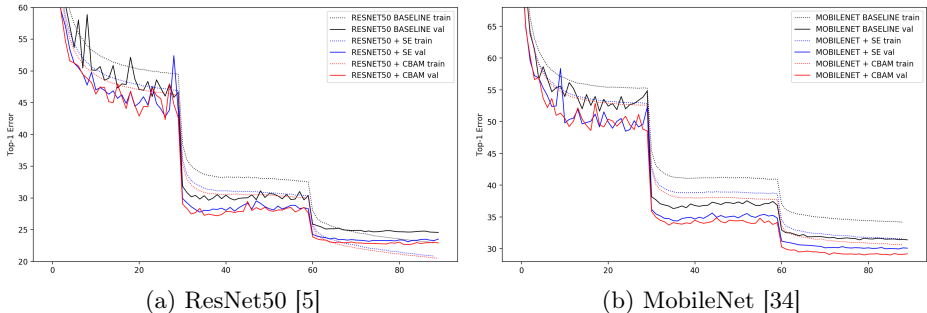 60
55
50
45
40
35
30
25
20
Top-1 Error
0
20
40
60
80
RESNET50 BASELINE train
RESNET50 BASELINE val
RESNET50 + SE train
RESNET50 + SE val
RESNET50 + CBAM train
RESNET50 + CBAM val
(a) ResNet50 [5]
65
60
55
50
45
40
35
30
Top-1 Error
0
20
40
60
80
MOBILENET BASELINE train
MOBILENET BASELINE val
MOBILENET + SE train
MOBILENET + SE val
MOBILENET + CBAM train
MOBILENET + CBAM val
(b) MobileNet [34]